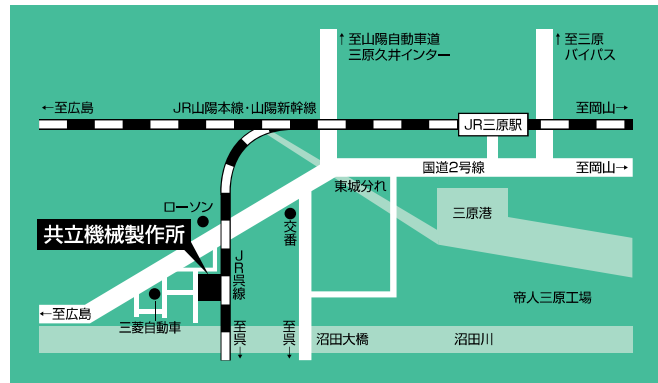 ↑至山陽自動車道
三原久井インター
↑至三原
バイパス
←至広島
JR山陽本線・山陽新幹線
至岡山→
JR三原駅
国道2号線
至岡山→
東城分れ
ローソン
三原港
交番
共立機械製作所
JR呉線
帝人三原工場
←至広島
三菱自動車
至呉↓
至呉↓
沼田大橋
沼田川